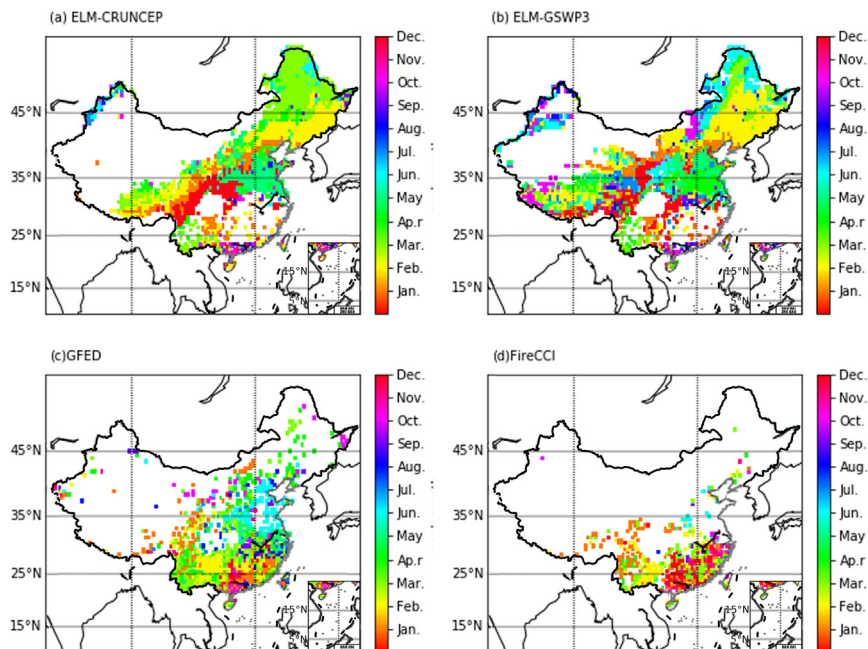 (a) ELM-CRUNCEP
(b) ELM-GSWP3
Dec.
Nov.
Oct.
Sep.
Aug.
Jul.
Jun.
May
Ap.r
Mar.
Feb.
Jan.
45°N
35°N
25°N
15°N
15°N
5°N
Dec.
Nov.
Oct.
Sep.
Aug.
Jul.
Jun.
May
Ap.r
Mar.
Feb.
Jan.
45°N
35°N
25°N
15°N
15°N
5°N
(c)GFED
(d)FireCCI
Dec.
Nov.
Oct.
Sep.
Aug.
Jul.
Jun.
May
Ap.r
Mar.
Feb.
Jan.
45°N
35°N
25°N
15°N
15°N
Dec.
Nov.
Oct.
Sep.
Aug.
Jul.
Jun.
May
Ap.r
Mar.
Feb.
Jan.
45°N
35°N
25°N
15°N
15°N